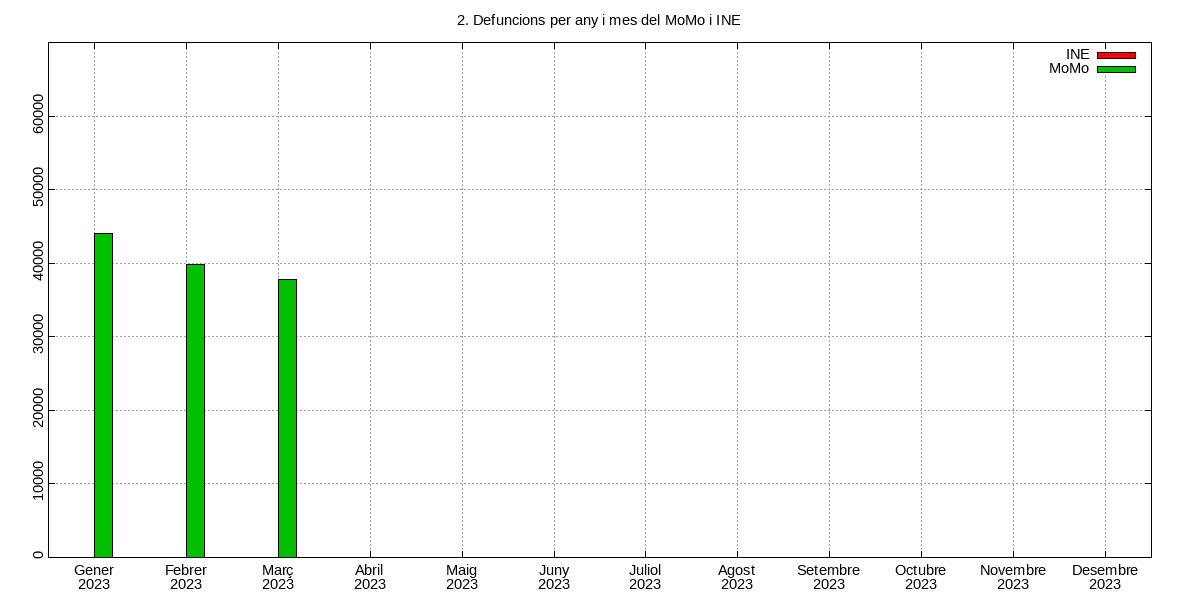 2. Defuncions per any i mes del MoMo i INE
INE
MoMo
60000
50000
40000
30000
20000
10000
0
Gener Febrer Març Abril Maig Juny Juliol Agost Setembre Octubre Novembre Desembre
2023 2023 2023 2023 2023 2023 2023 2023 2023 2023 2023 2023